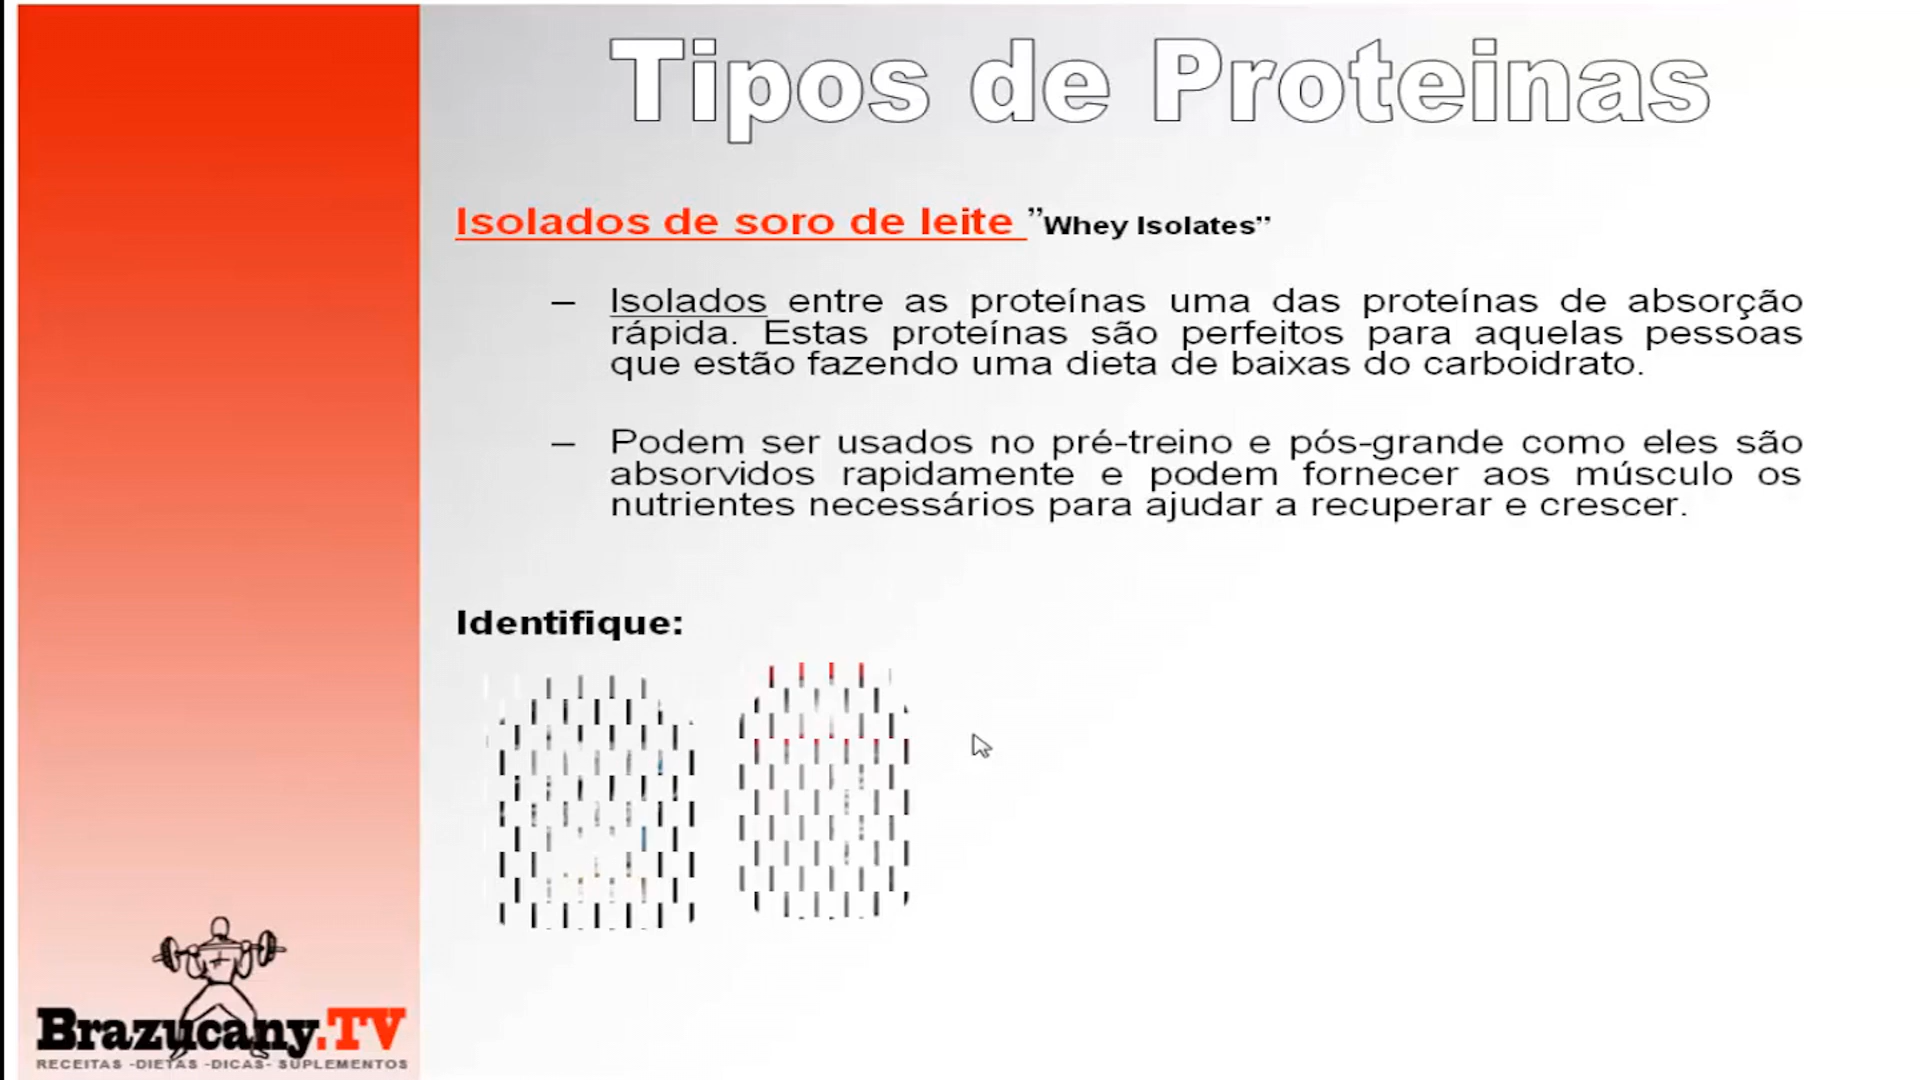 Tipos de Proteinas
Isolados de soro de leite ”Whey Isolates”
– Isolados entre as proteínas uma das proteínas de absorção
rápida. Estas proteínas são perfeitos para aquelas pessoas
que estão fazendo uma dieta de baixas do carboidrato.
– Podem ser usados no pré-treino e pós-grande como eles são
absorvidos rapidamente e podem fornecer aos músculo os
nutrientes necessários para ajudar a recuperar e crescer.
Identifique:
Brazucany.TV
RECEITAS -DIETAS -DICAS- SUPLEMENTOS